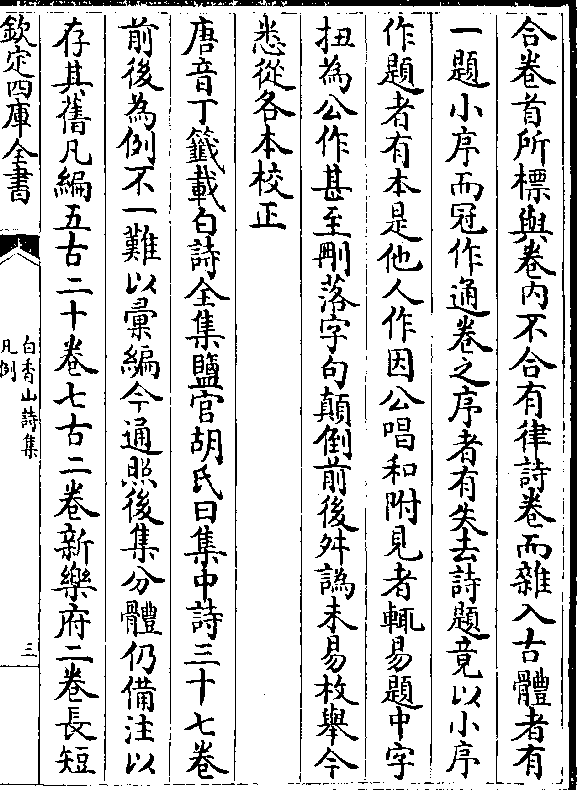 合卷首所標與卷內不合有律詩卷而雜入古體者有
一題小序而冠作通卷之序者有失去詩題竟以小序
作題者有本是他人作因公唱和附見者輒易題中字
扭為公作甚至刪落字句顛倒前後舛譌未易枚舉今
悉從各本校正
唐音丁籤載白詩全集鹽官胡氏曰集中詩三十七卷
前後為例不一難以彙編今通照後集分體仍備注以
存其舊凡編五古二十卷七古二卷新樂府二卷長短
欽定四庫全書
白香山詩集
凡例
三